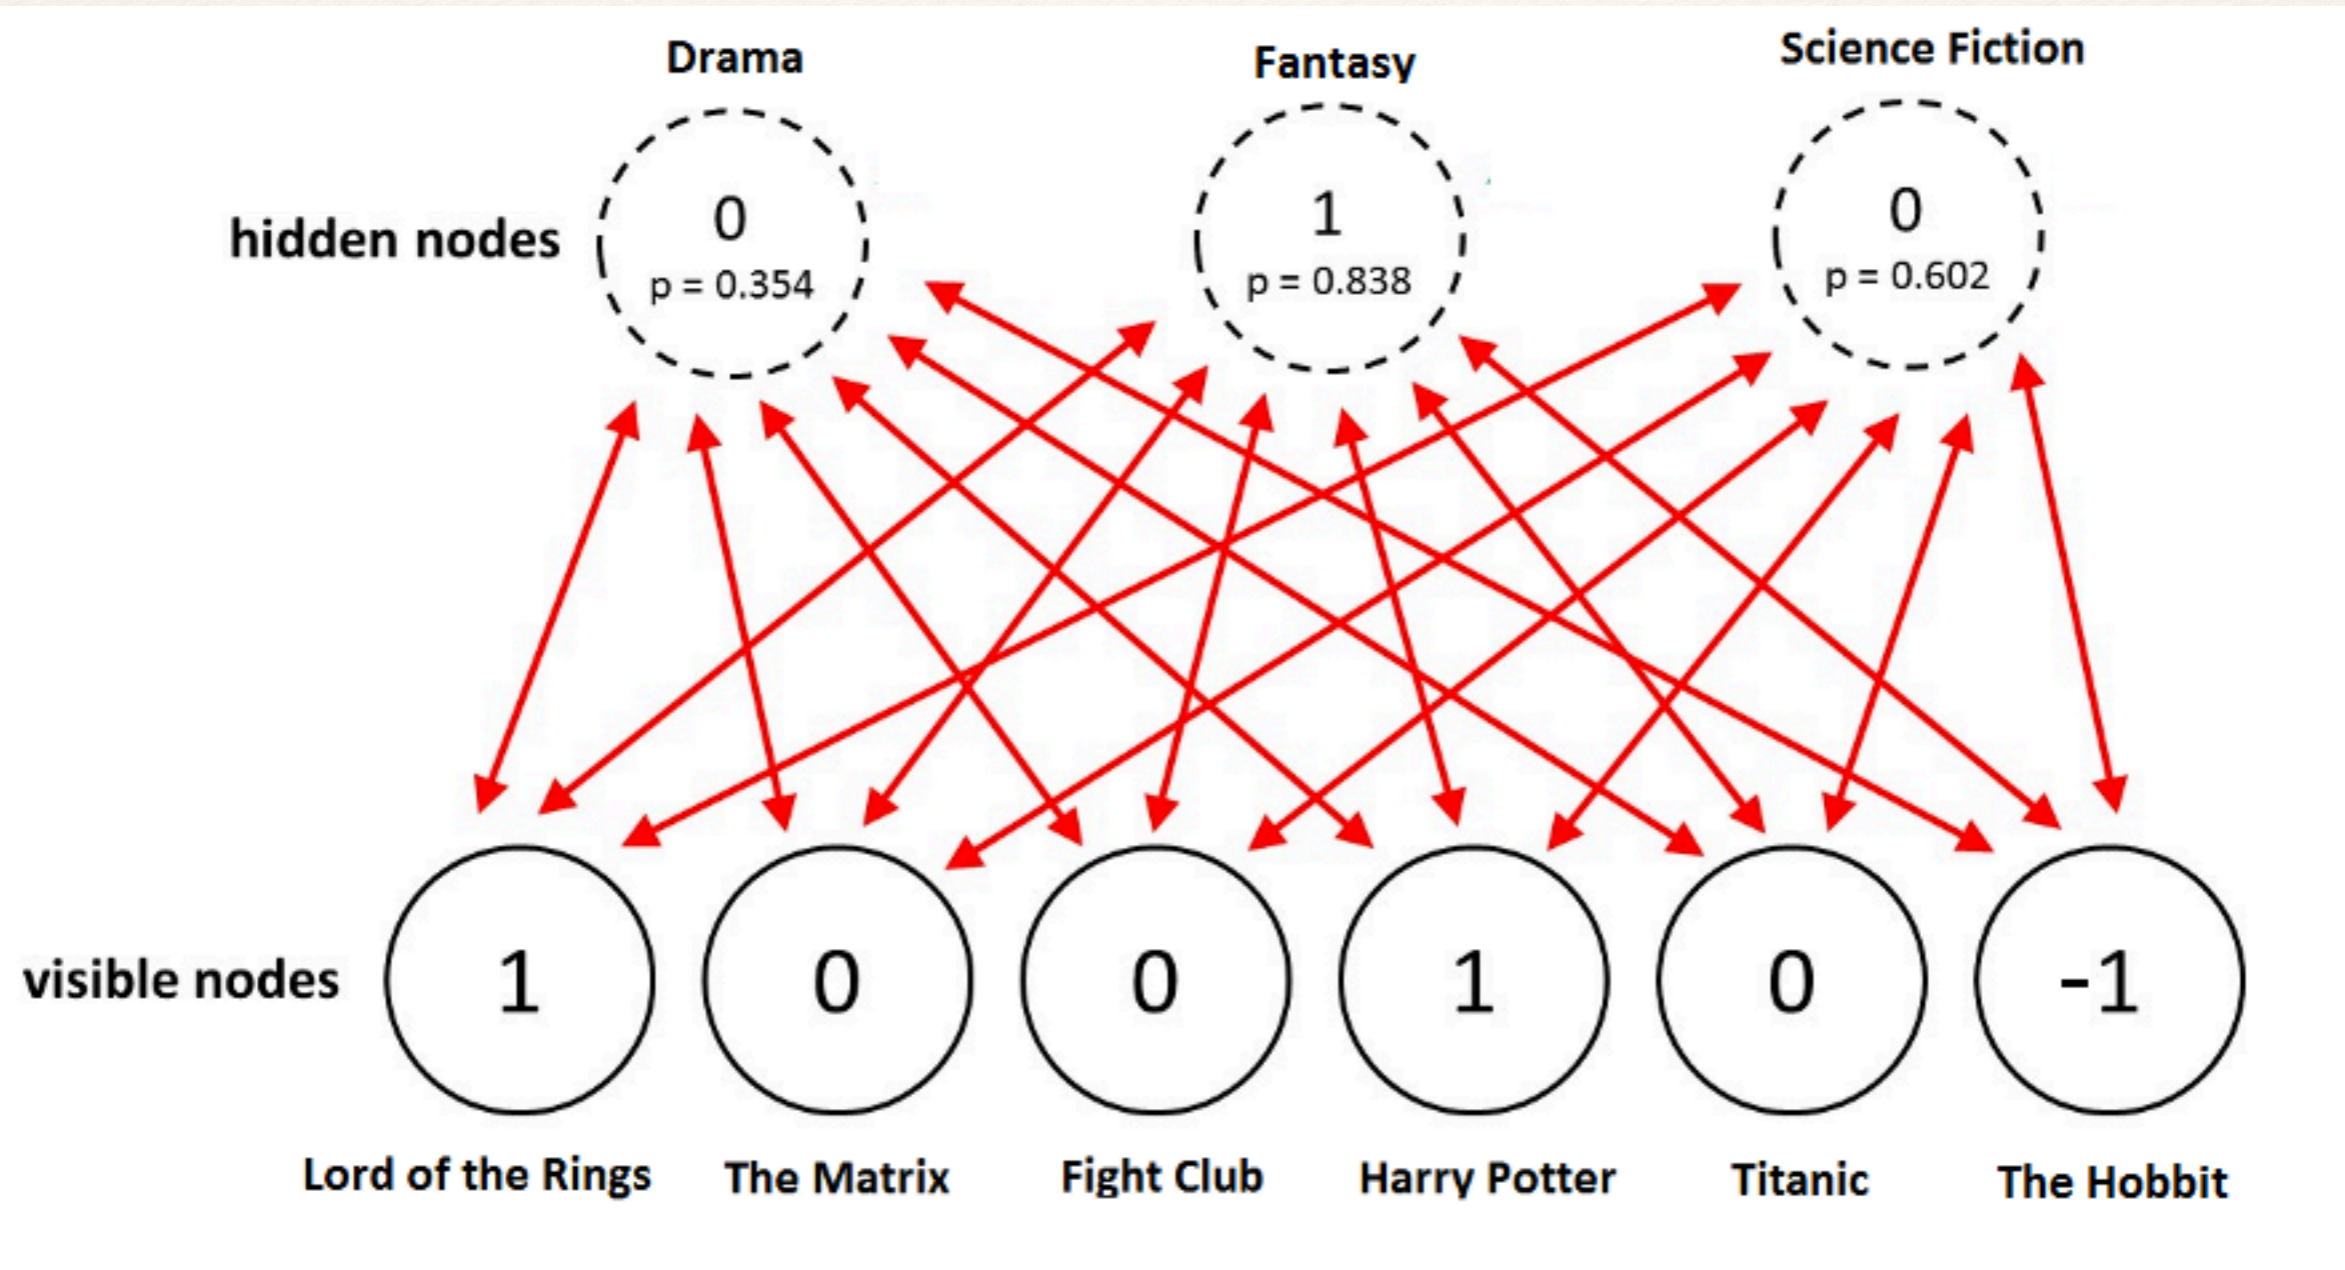 Drama
Fantasy
Science Fiction
hidden nodes
0
p = 0.354
1
p = 0.838
0
p = 0.602
visible nodes
1
0
0
1
0
-1
Lord of the Rings
The Matrix
Fight Club
Harry Potter
Titanic
The Hobbit